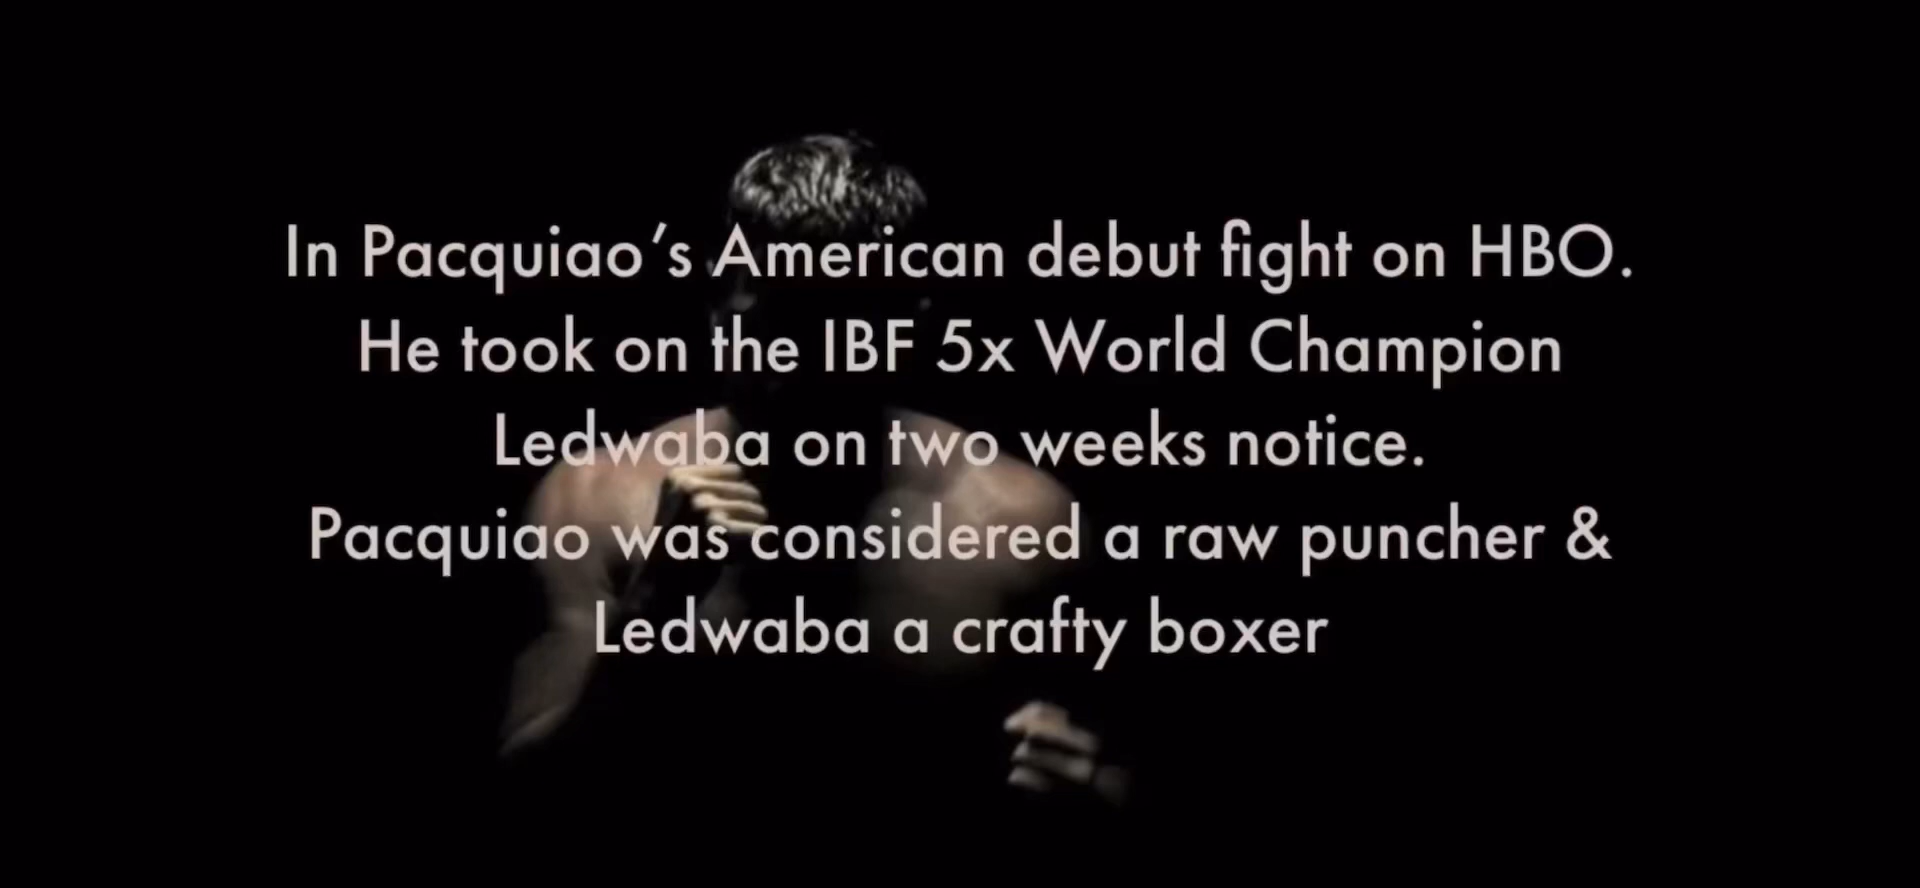 In Pacquiao’s American debut fight on HBO.
He took on the IBF 5x World Champion
Ledwaba on two weeks notice.
Pacquiao was considered a raw puncher &
Ledwaba a crafty boxer